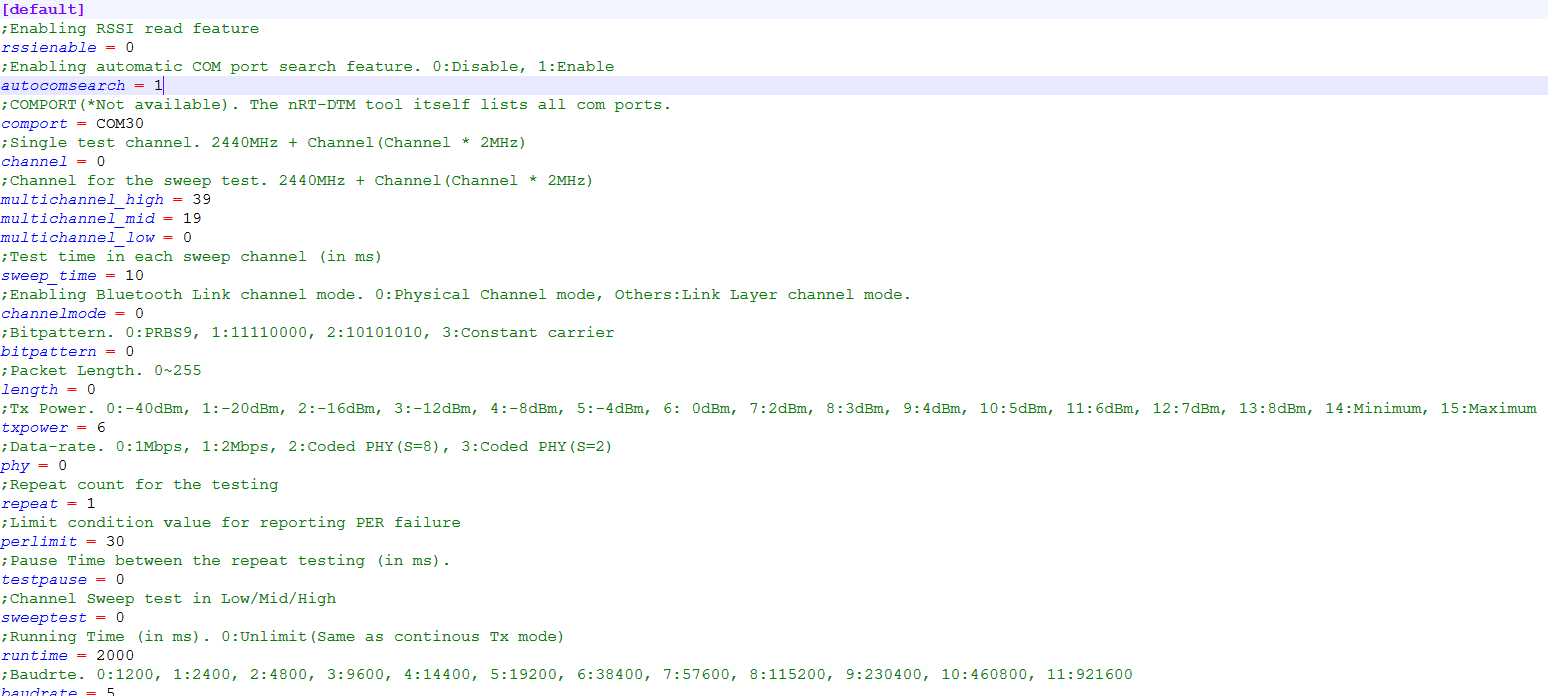 [default]
;Enabling RSSI read feature
rssienable = 0
;Enabling automatic COM port search feature. 0:Disable, 1:Enable
autocomsearch = 1
;COMPORT(*Not available). The nRT-DTM tool itself lists all com ports.
comport = COM30
;Single test channel. 2440MHz + Channel(Channel * 2MHz)
channel = 0
;Channel for the sweep test. 2440MHz + Channel(Channel * 2MHz)
multichannel_high = 39
multichannel_mid = 19
multichannel_low = 0
;Test time in each sweep channel (in ms)
sweep_time = 10
;Enabling Bluetooth Link channel mode. 0:Physical Channel mode, Others:Link Layer channel mode.
channelmode = 0
;Bitpattern. 0:PRBS9, 1:11110000, 2:10101010, 3:Constant carrier
bitpattern = 0
;Packet Length. 0~255
length = 0
;Tx Power. 0:-40dBm, 1:-20dBm, 2:-16dBm, 3:-12dBm, 4:-8dBm, 5:-4dBm, 6: 0dBm, 7:2dBm, 8:3dBm, 9:4dBm, 10:5dBm, 11:6dBm, 12:7dBm, 13:8dBm, 14:Minimum, 15:Maximum
txpower = 6
;Data-rate. 0:1Mbps, 1:2Mbps, 2:Coded PHY(S=8), 3:Coded PHY(S=2)
phy = 0
;Repeat count for the testing
repeat = 1
;Limit condition value for reporting PER failure
perlimit = 30
;Pause Time between the repeat testing (in ms).
testpause = 0
;Channel Sweep test in Low/Mid/High
sweeptest = 0
;Running Time (in ms). 0:Unlimit(Same as continous Tx mode)
runtime = 2000
;Baudrte. 0:1200, 1:2400, 2:4800, 3:9600, 4:14400, 5:19200, 6:38400, 7:57600, 8:115200, 9:230400, 10:460800, 11:921600
baudrate = 5